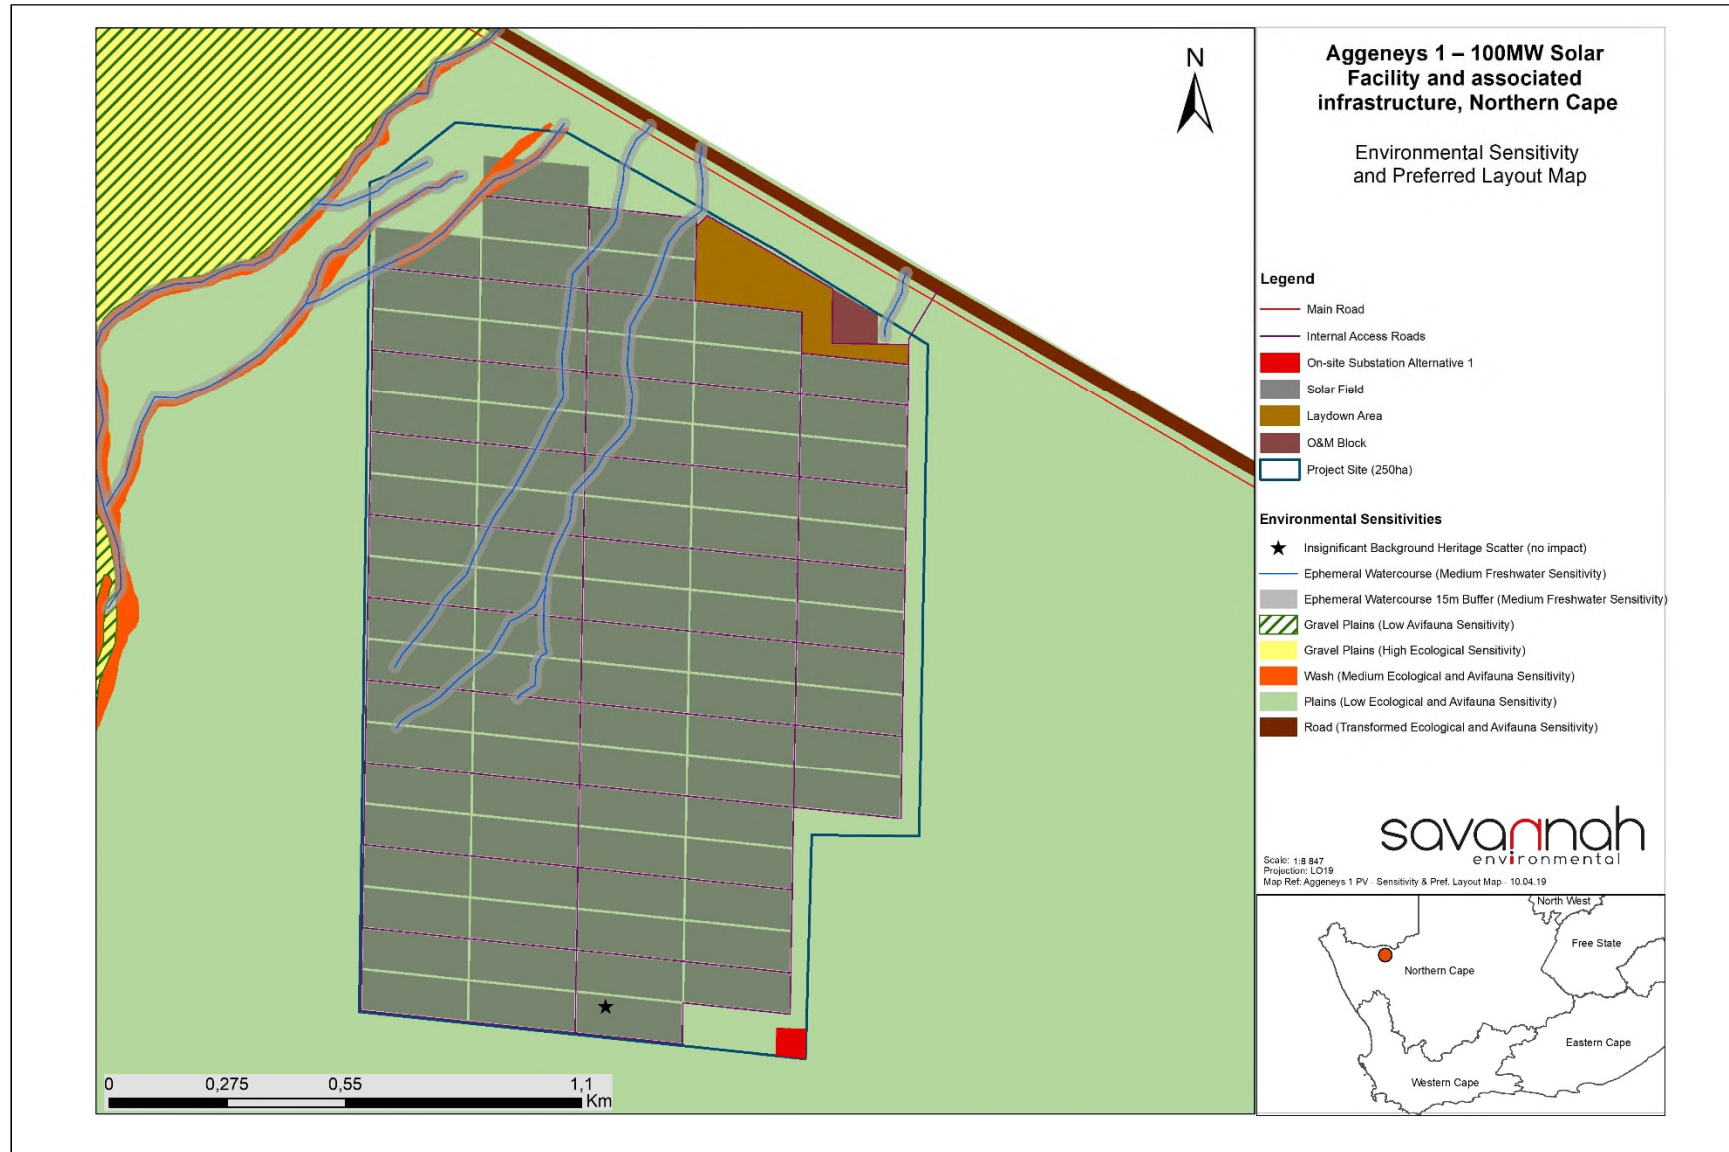 Aggeneys 1 – 100MW Solar
Facility and associated
infrastructure, Northern Cape
Environmental Sensitivity
and Preferred Layout Map
N
Legend
Main Road
Internal Access Roads
On-site Substation Alternative 1
Solar Field
Laydown Area
O&M Block
Project Site (250ha)
Environmental Sensitivities
Insignificant Background Heritage Scatter (no impact)
Ephemeral Watercourse (Medium Freshwater Sensitivity)
Ephemeral Watercourse 15m Buffer (Medium Freshwater Sensitivity)
Gravel Plains (Low Avifauna Sensitivity)
Gravel Plains (High Ecological Sensitivity)
Wash (Medium Ecological and Avifauna Sensitivity)
Plains (Low Ecological and Avifauna Sensitivity)
Road (Transformed Ecological and Avifauna Sensitivity)
savannah
environmental
Scale: 1:8 847
Projection: LO19
Map Ref: Aggeneys 1 PV - Sensitivity & Pref. Layout Map - 10.04.19
North West
Free State
Northern Cape
Eastern Cape
Western Cape
0 0,275 0,55 1,1
Km